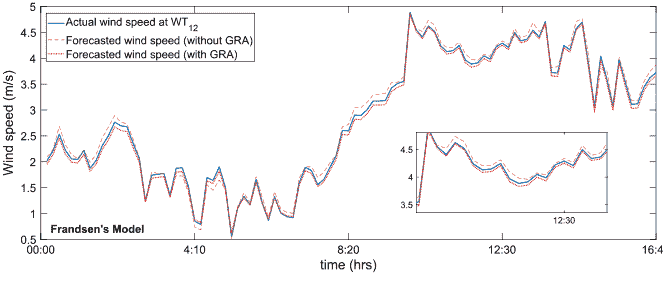 5
4.5
4
3.5
3
2.5
2
1.5
1
0.5
Wind speed (m/s)
Actual wind speed at WT12
Forecasted wind speed (without GRA)
Forecasted wind speed (with GRA)
4.5
4
3.5
12:30
Frandsen's Model
00:00 4:10 8:20 12:30 16:4
time (hrs)